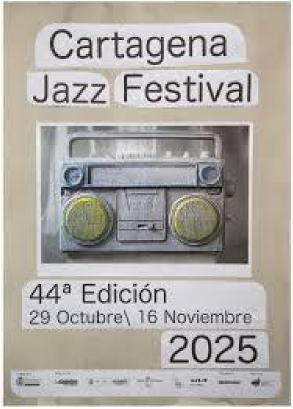 Cartagena
Jazz Festival
44ª Edición
29 Octubre\ 16 Noviembre
2025